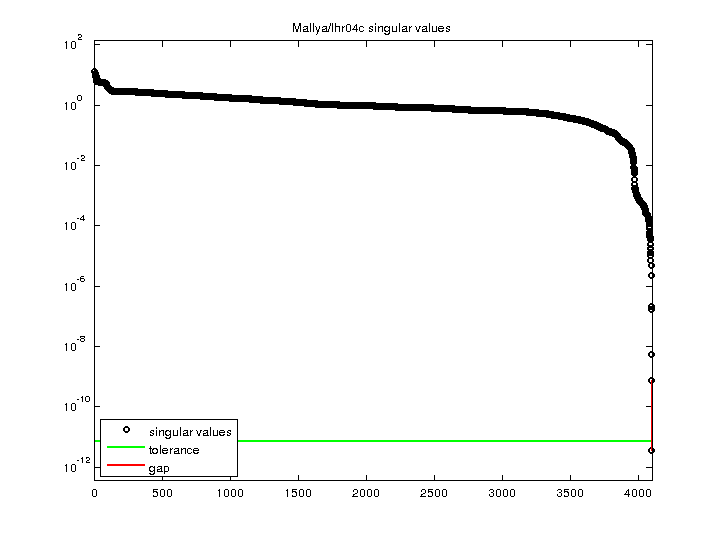 Mallya/lhr04c singular values
10^2
10^0
10^-2
10^-4
10^-6
10^-8
10^-10
10^-12
singular values
tolerance
gap
0 500 1000 1500 2000 2500 3000 3500 4000